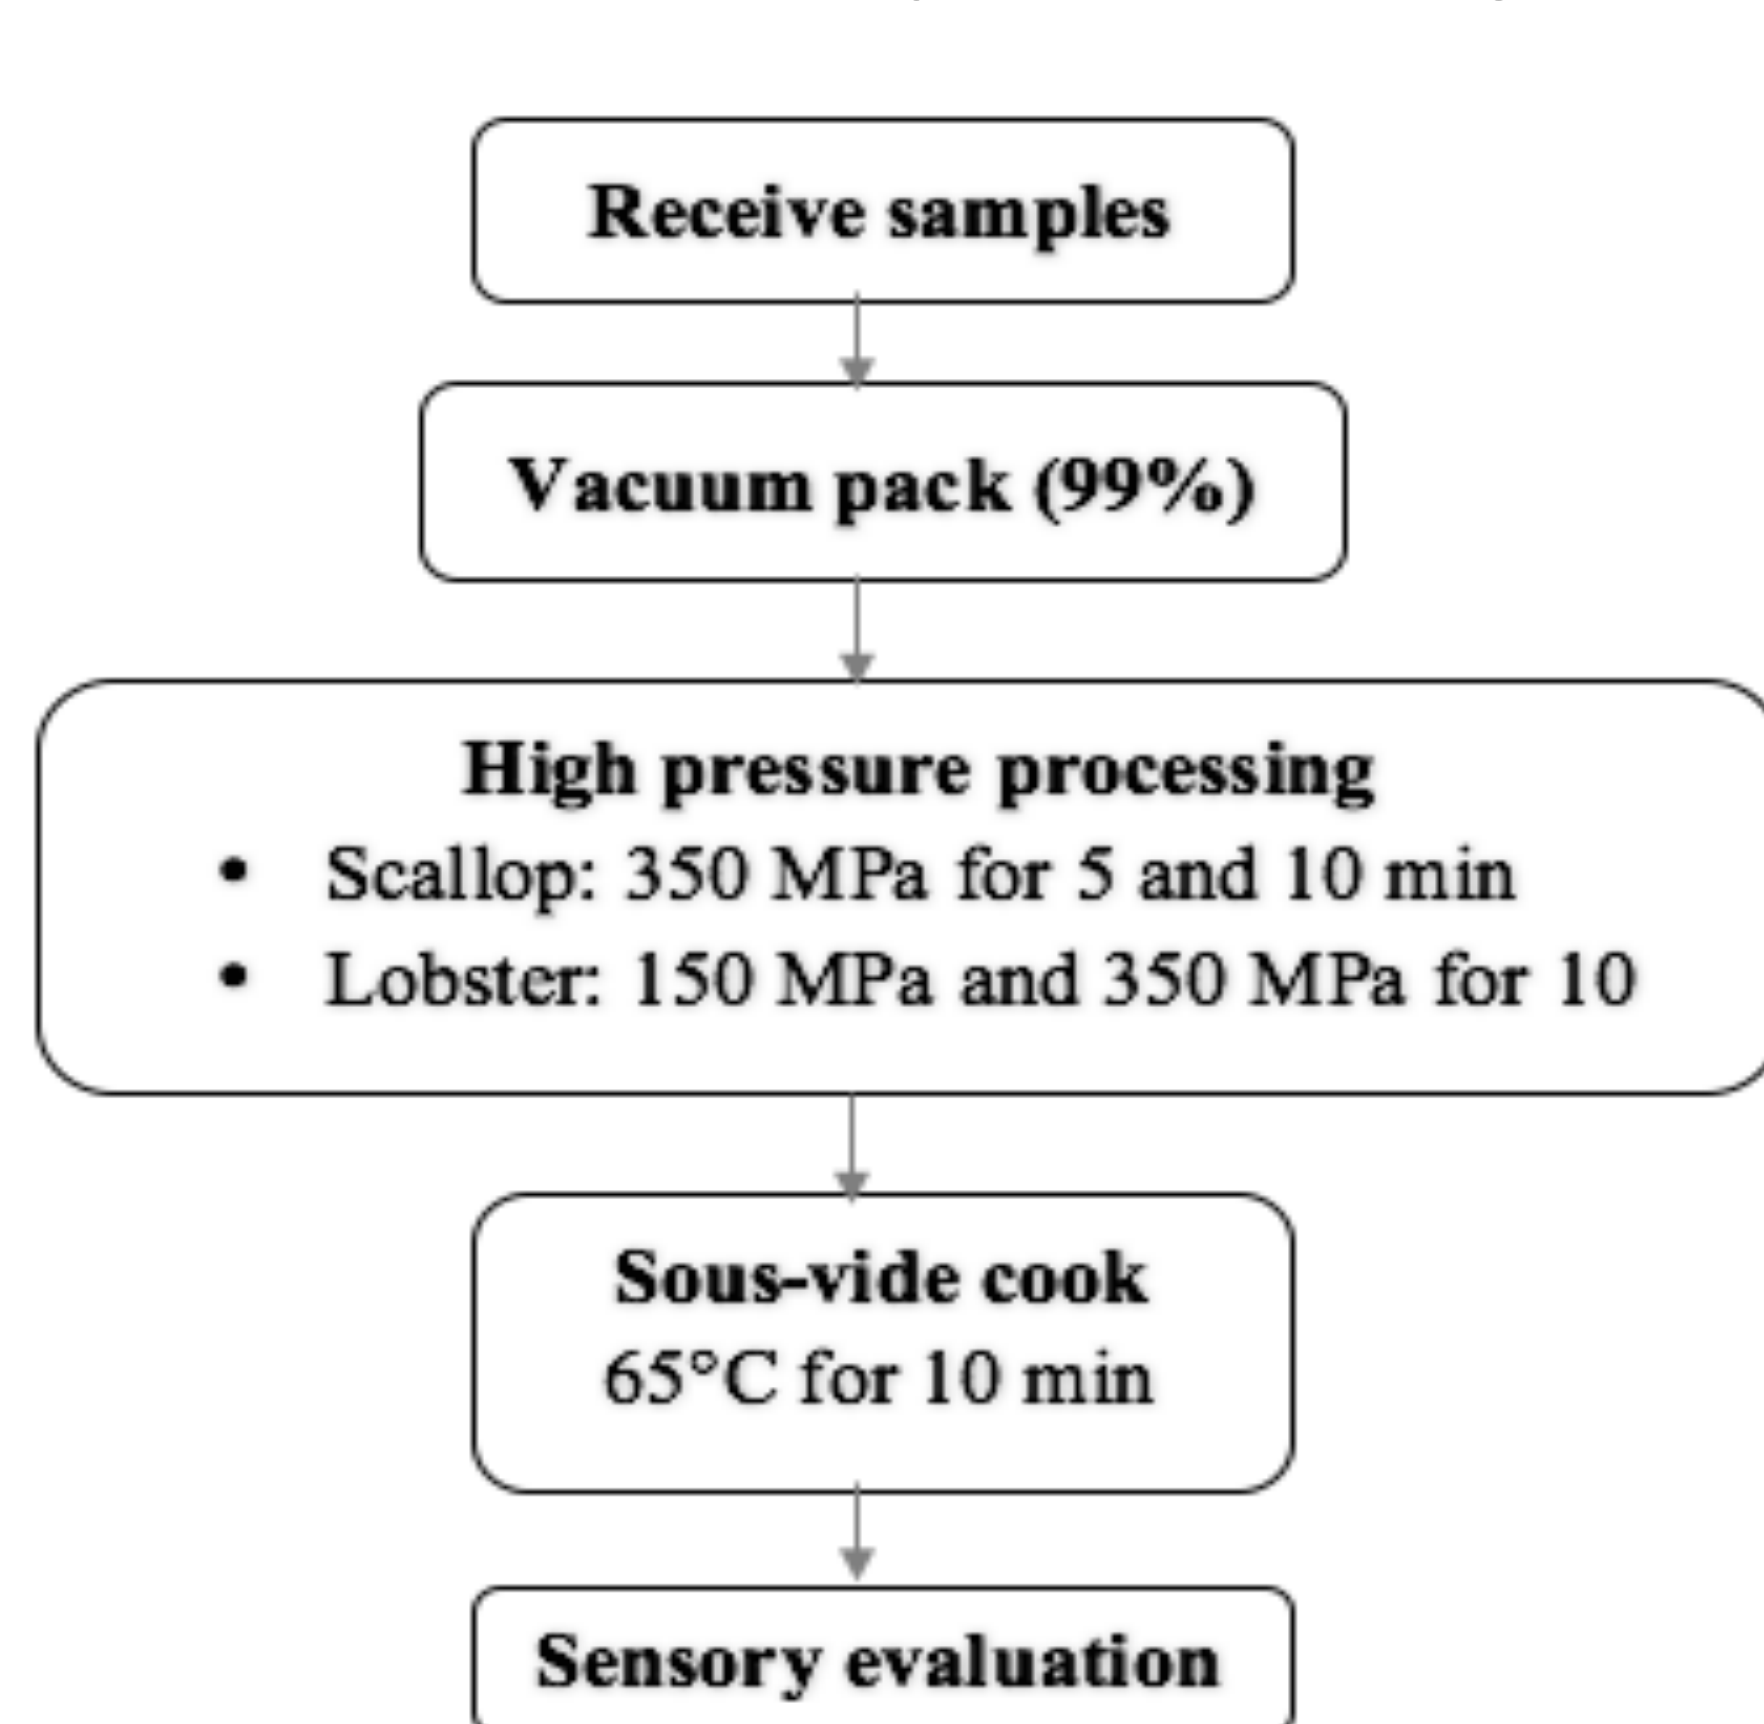 Receive samples
Vacuum pack (99%)
High pressure processing
• Scallop: 350 MPa for 5 and 10 min
• Lobster: 150 MPa and 350 MPa for 10
Sous-vide cook
65°C for 10 min
Sensory evaluation